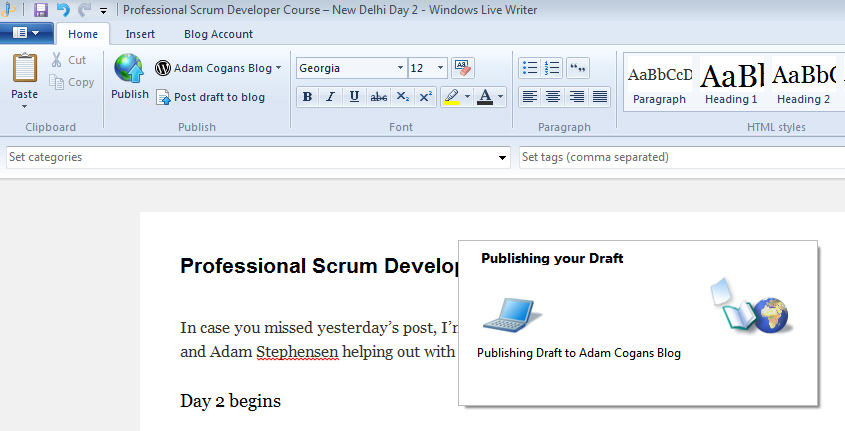 Professional Scrum Developer Course – New Delhi Day 2 - Windows Live Writer
Home Insert Blog Account
Paste
Cut
Copy
Clipboard
Publish
Adam Cogans Blog
Post draft to blog
Publish
Georgia 12
B I U abc X₂ X²
A
Font
Paragraph
AaBbCcD AaBbl AaBbC
Paragraph Heading 1 Heading 2
HTML styles
Set categories
Set tags (comma separated)
Professional Scrum Develop
In case you missed yesterday's post, I'm
and Adam Stephensen helping out with
Day 2 begins
Publishing your Draft
Publishing Draft to Adam Cogans Blog